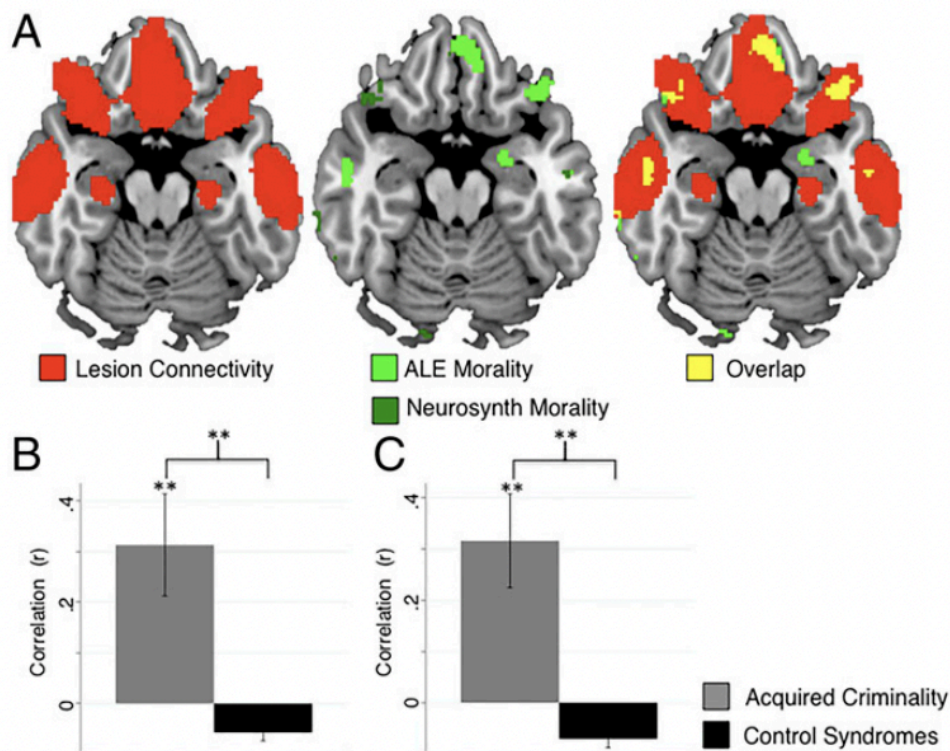 A
Lesion Connectivity
ALE Morality
Neurosynth Morality
Overlap
B
**
**
Correlation (r)
.4
.2
0
C
**
**
Correlation (r)
.4
.2
0
Acquired Criminality
Control Syndromes